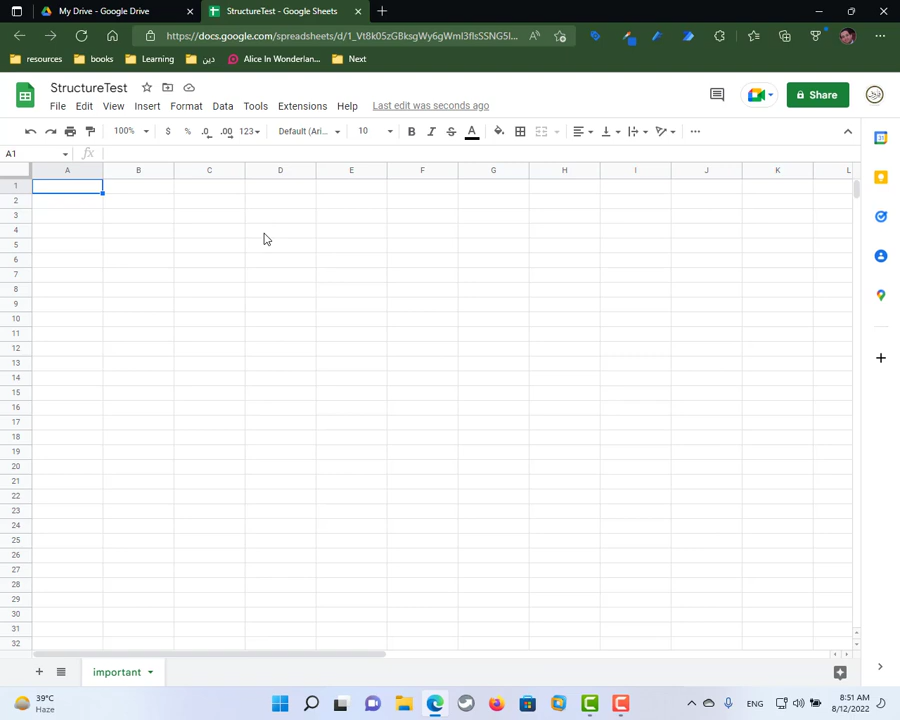 My Drive - Google Drive
StructureTest - Google Sheets
https://docs.google.com/spreadsheets/d/1_Vt8k05zGBksgWy6gWmI3flsSSNG5I...
resources
books
Learning
دين
Alice In Wonderlan...
Next
StructureTest
File Edit View Insert Format Data Tools Extensions Help Last edit was seconds ago
Share
100% $ % .0 .00 123 Default (Ari... 10 B I S A
A1 fx
A B C D E F G H I J K L
1
2
3
4
5
6
7
8
9
10
11
12
13
14
15
16
17
18
19
20
21
22
23
24
25
26
27
28
29
30
31
32
important
39°C
Haze
ENG
8:51 AM
8/12/2022